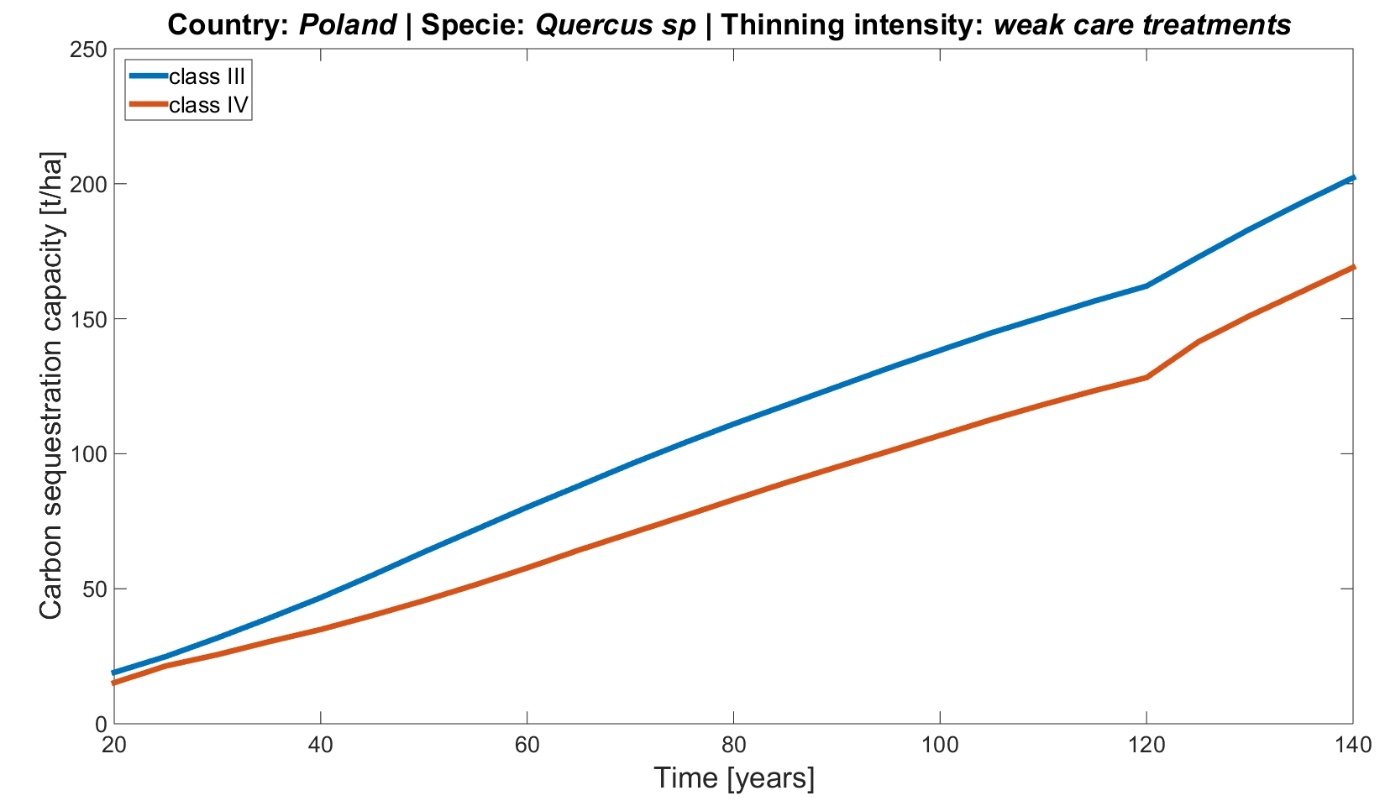 Country: Poland | Specie: Quercus sp | Thinning intensity: weak care treatments
250
class III
class IV
200
150
100
50
0
Carbon sequestration capacity [t/ha]
20 40 60 80 100 120 140
Time [years]